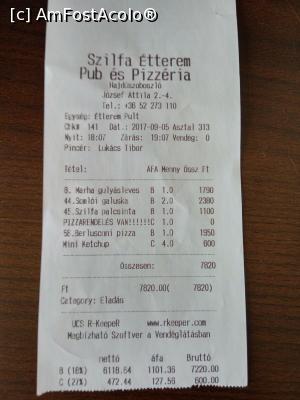 [c] AmFostAcolo®
Szilfa Étterem
Pub és Pizzéria
Hajdúszoboszló
József Attila 2.-4.
Tel.: +36 52 273 110
Egység: Étterem Pult
Chk# 141 Dát.: 2017-09-05 Asztal 313
Nyit: 18:07 Zárás: 19:07 Vendég: 0
Pincér: Lukács Tibor
Tétel: ÁFA Menny Össz Ft
8. Marha gulyásleves B 1.0 1790
44.Somlói galuska B 2.0 2380
45.Szilfa palcsinta B 1.0 1100
PIZZARENDELÉS VAN!!!!!!C 1.0 0
56.Berlusconi pizza B 1.0 1950
Mini Ketchup C 4.0 600
Összesen: 7820
Ft 7820.00( 7820)
Category: Eladás
UCS R-KeepeR www.rkeeper.com
Megbízható Szoftver a Vendéglátásban
nettó áfa Bruttó
B (18%) 6118.64 1101.36 7220.00
C (27%) 472.44 127.56 600.00